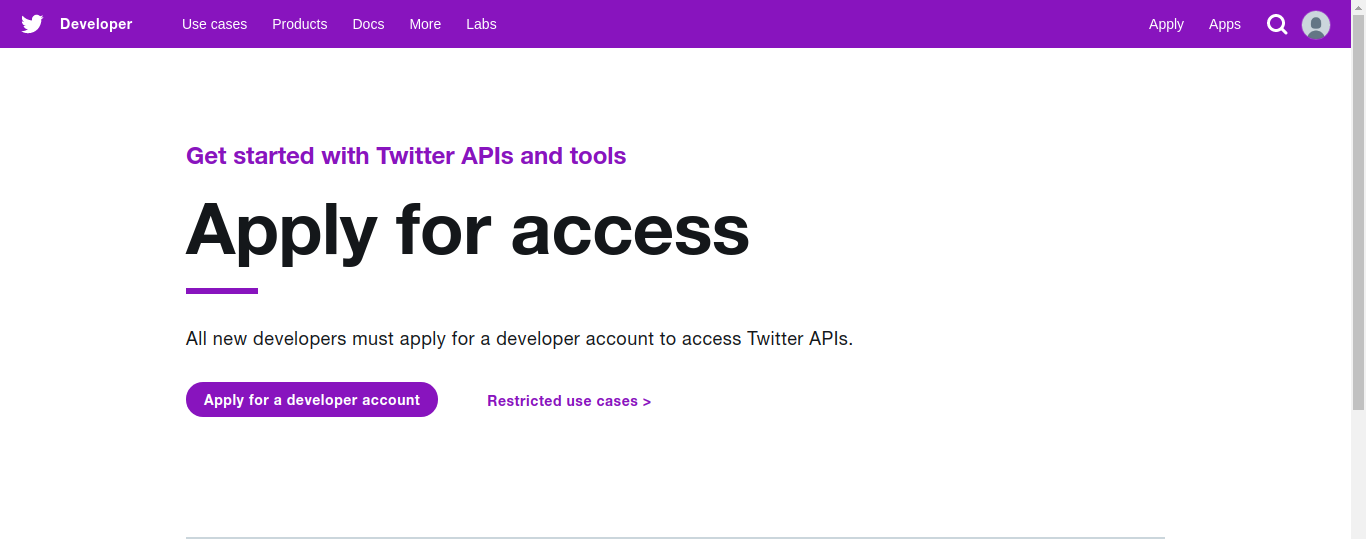 Developer Use cases Products Docs More Labs Apply Apps
Get started with Twitter APIs and tools
Apply for access
All new developers must apply for a developer account to access Twitter APIs.
Apply for a developer account Restricted use cases >